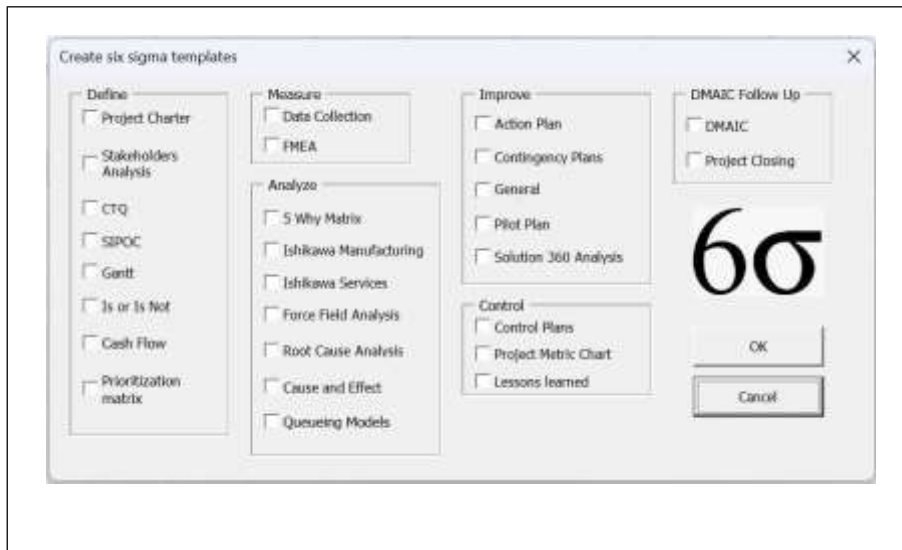 Create six sigma templates
Define
Project Charter
Stakeholders
Analysis
CTQ
SIPOC
Gantt
Is or Is Not
Cash Flow
Prioritization
matrix
Measure
Data Collection
FMEA
Analyze
5 Why Matrix
Ishikawa Manufacturing
Ishikawa Services
Force Field Analysis
Root Cause Analysis
Cause and Effect
Queueing Models
Improve
Action Plan
Contingency Plans
General
Pilot Plan
Solution 360 Analysis
Control
Control Plans
Project Metric Chart
Lessons learned
DMAIC Follow Up
DMAIC
Project Closing
6σ
OK
Cancel